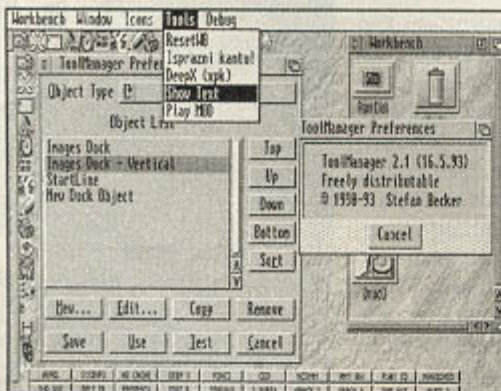 Workbench Window Icons Tools Debug
ResetWB
Isprazni kantu!
DeepX (xpk)
Show Text
Play MOD
ToolManager Prefer
Object Type
Object List
Images Dock
Images Dock - Vertical
StartLine
New Dock Object
Top
Up
Down
Bottom
Sort
New... Edit... Copy Remove
Save Use Test Cancel
Workbench
RamDisk
ToolManager Preferences
ToolManager 2.1 (16.5.93)
Freely distributable
© 1990-93 Stefan Becker
Cancel